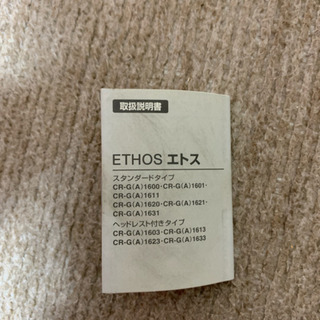 取扱説明書
ETHOS エトス
スタンダードタイプ
CR-G(A)1600・CR-G(A)1601・
CR-G(A)1611
CR-G(A)1620・CR-G(A)1621・
CR-G(A)1631
ヘッドレスト付きタイプ
CR-G(A)1603・CR-G(A)1613
CR-G(A)1623・CR-G(A)1633